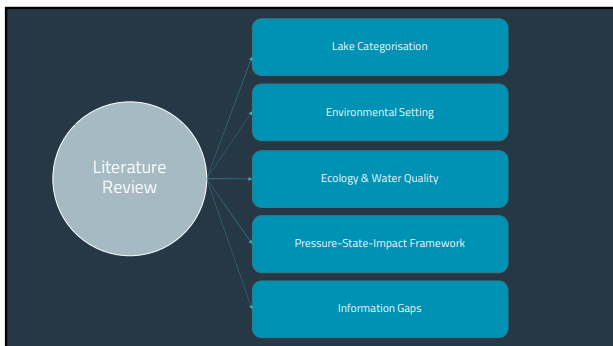 Literature
Review
Lake Categorisation
Environmental Setting
Ecology & Water Quality
Pressure-State-Impact Framework
Information Gaps